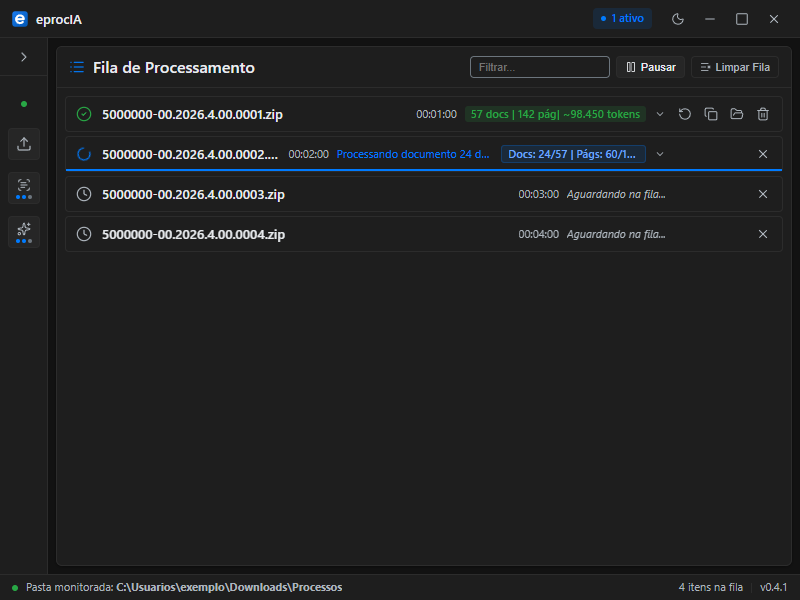 e eprocIA
1 ativo
Fila de Processamento
Filtrar...
Pausar
Limpar Fila
5000000-00.2026.4.00.0001.zip 00:01:00 57 docs | 142 pág| ~98.450 tokens
5000000-00.2026.4.00.0002.... 00:02:00 Processando documento 24 d... Docs: 24/57 | Págs: 60/1...
5000000-00.2026.4.00.0003.zip 00:03:00 Aguardando na fila...
5000000-00.2026.4.00.0004.zip 00:04:00 Aguardando na fila...
Pasta monitorada: C:\Usuarios\exemplo\Downloads\Processos
4 itens na fila
v0.4.1